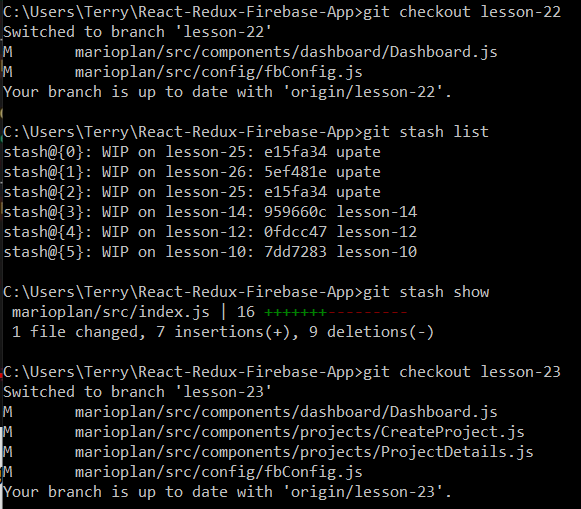 C:\Users\Terry\React-Redux-Firebase-App>git checkout lesson-22
Switched to branch 'lesson-22'
M       marioplan/src/components/dashboard/Dashboard.js
M       marioplan/src/config/fbConfig.js
Your branch is up to date with 'origin/lesson-22'.
C:\Users\Terry\React-Redux-Firebase-App>git stash list
stash@{0}: WIP on lesson-25: e15fa34 upate
stash@{1}: WIP on lesson-26: 5ef481e upate
stash@{2}: WIP on lesson-25: e15fa34 upate
stash@{3}: WIP on lesson-14: 959660c lesson-14
stash@{4}: WIP on lesson-12: 0fdcc47 lesson-12
stash@{5}: WIP on lesson-10: 7dd7283 lesson-10
C:\Users\Terry\React-Redux-Firebase-App>git stash show
 marioplan/src/index.js | 16 +++++++---------
 1 file changed, 7 insertions(+), 9 deletions(-)
C:\Users\Terry\React-Redux-Firebase-App>git checkout lesson-23
Switched to branch 'lesson-23'
M       marioplan/src/components/dashboard/Dashboard.js
M       marioplan/src/components/projects/CreateProject.js
M       marioplan/src/components/projects/ProjectDetails.js
M       marioplan/src/config/fbConfig.js
Your branch is up to date with 'origin/lesson-23'.